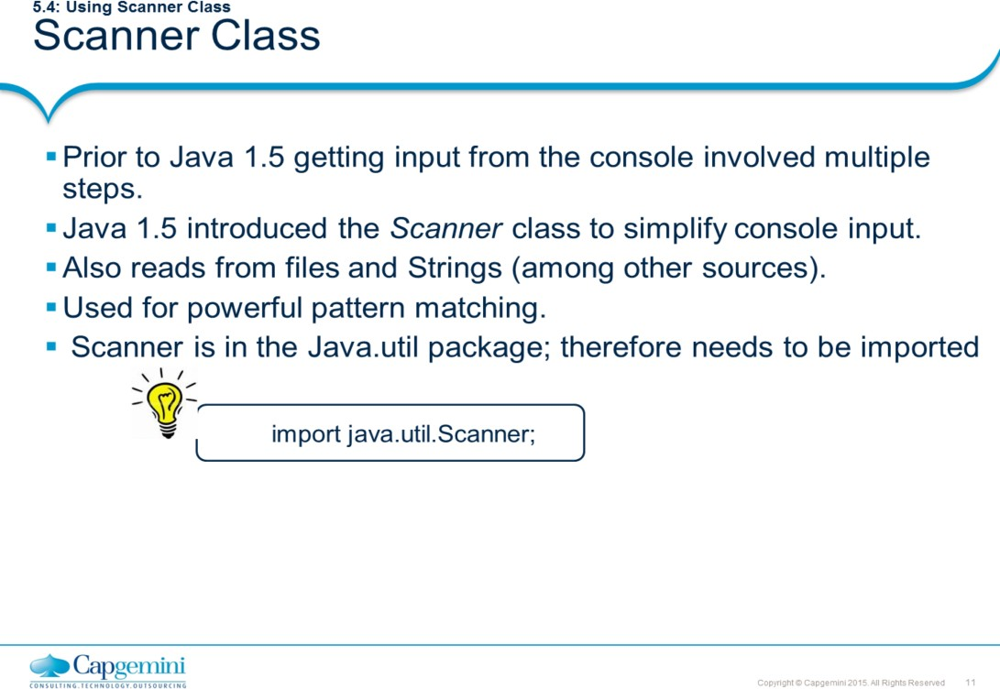 5.4: Using Scanner Class
Scanner Class
▪ Prior to Java 1.5 getting input from the console involved multiple
steps.
▪ Java 1.5 introduced the Scanner class to simplify console input.
▪ Also reads from files and Strings (among other sources).
▪ Used for powerful pattern matching.
▪ Scanner is in the Java.util package; therefore needs to be imported
import java.util.Scanner;
Capgemini
CONSULTING.TECHNOLOGY.OUTSOURCING
Copyright © Capgemini 2015. All Rights Reserved 11